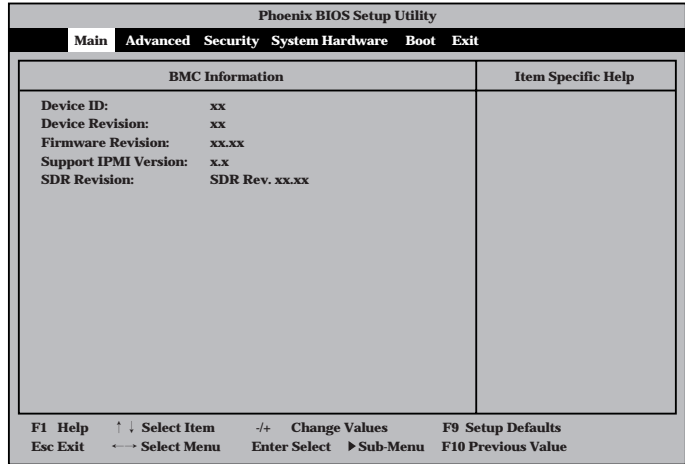 Phoenix BIOS Setup Utility
Main Advanced Security System Hardware Boot Exit
BMC Information
Item Specific Help
Device ID: xx
Device Revision: xx
Firmware Revision: xx.xx
Support IPMI Version: x.x
SDR Revision: SDR Rev. xx.xx
F1 Help ↑↓ Select Item -/+ Change Values F9 Setup Defaults
Esc Exit ←→ Select Menu Enter Select ▶Sub-Menu F10 Previous Value